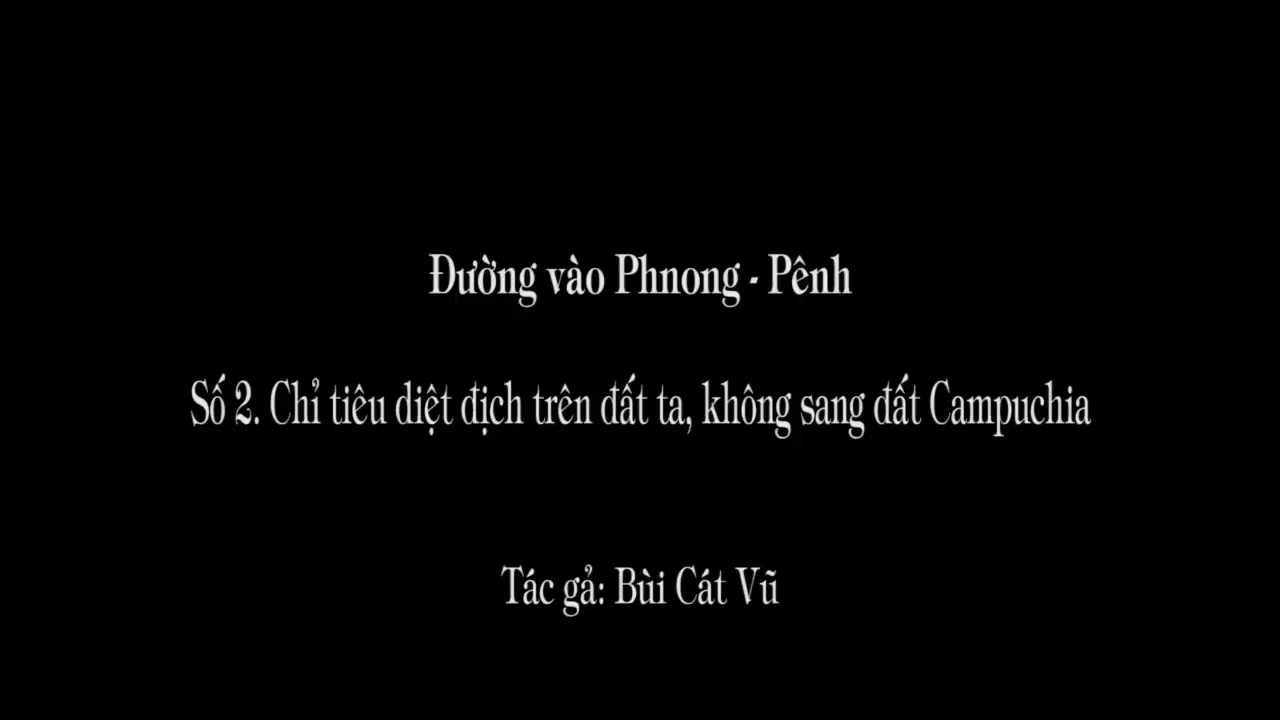 Đường vào Phnong - Pênh
Số 2. Chỉ tiêu diệt địch trên đất ta, không sang đất Campuchia
Tác gả: Bùi Cát Vũ